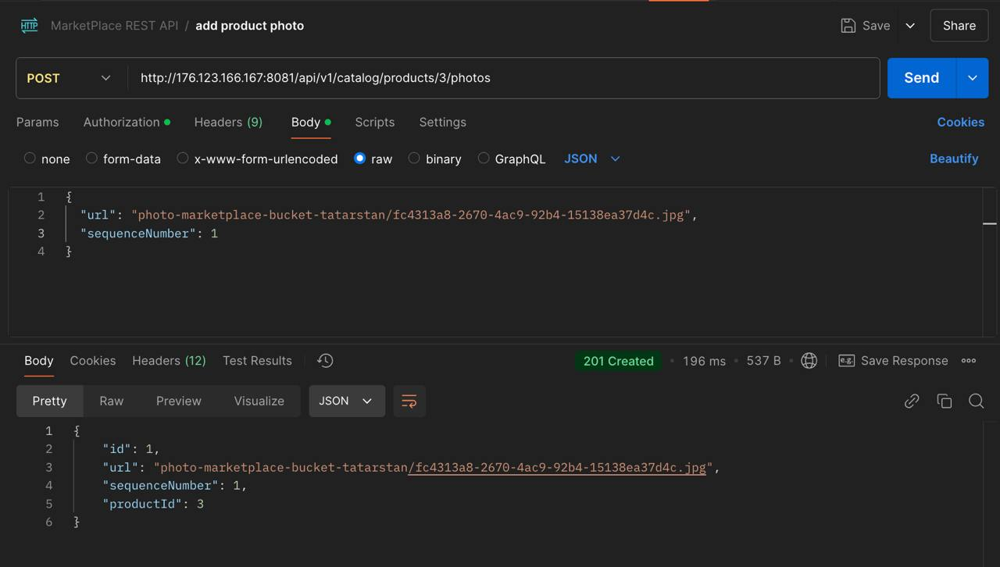 HTTP MarketPlace REST API / add product photo Save Share
POST http://176.123.166.167:8081/api/v1/catalog/products/3/photos Send
Params Authorization Headers (9) Body Scripts Settings Cookies
none form-data x-www-form-urlencoded raw binary GraphQL JSON Beautify
1 {
2 "url": "photo-marketplace-bucket-tatarstan/fc4313a8-2670-4ac9-92b4-15138ea37d4c.jpg",
3 "sequenceNumber": 1
4 }
Body Cookies Headers (12) Test Results 201 Created • 196 ms • 537 B • e.g. Save Response
Pretty Raw Preview Visualize JSON
1 {
2 "id": 1,
3 "url": "photo-marketplace-bucket-tatarstan/fc4313a8-2670-4ac9-92b4-15138ea37d4c.jpg",
4 "sequenceNumber": 1,
5 "productId": 3
6 }